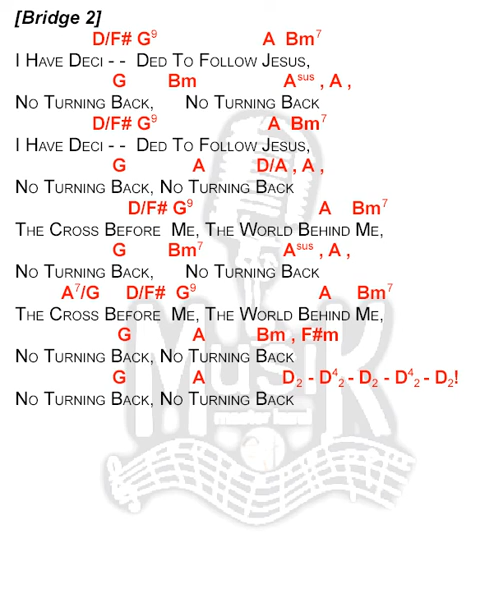 [Bridge 2]
D/F# G⁹ A Bm⁷
I Have Deci - - Ded To Follow Jesus,
G Bm Aˢᵘˢ , A ,
No Turning Back, No Turning Back
D/F# G⁹ A Bm⁷
I Have Deci - - Ded To Follow Jesus,
G A D/A , A ,
No Turning Back, No Turning Back
D/F# G⁹ A Bm⁷
The Cross Before Me, The World Behind Me,
G Bm⁷ Aˢᵘˢ , A ,
No Turning Back, No Turning Back
A⁷/G D/F# G⁹ A Bm⁷
The Cross Before Me, The World Behind Me,
G A Bm , F#m
No Turning Back, No Turning Back
G A D₂ - D⁴₂ - D₂ - D⁴₂ - D₂!
No Turning Back, No Turning Back
MusiK